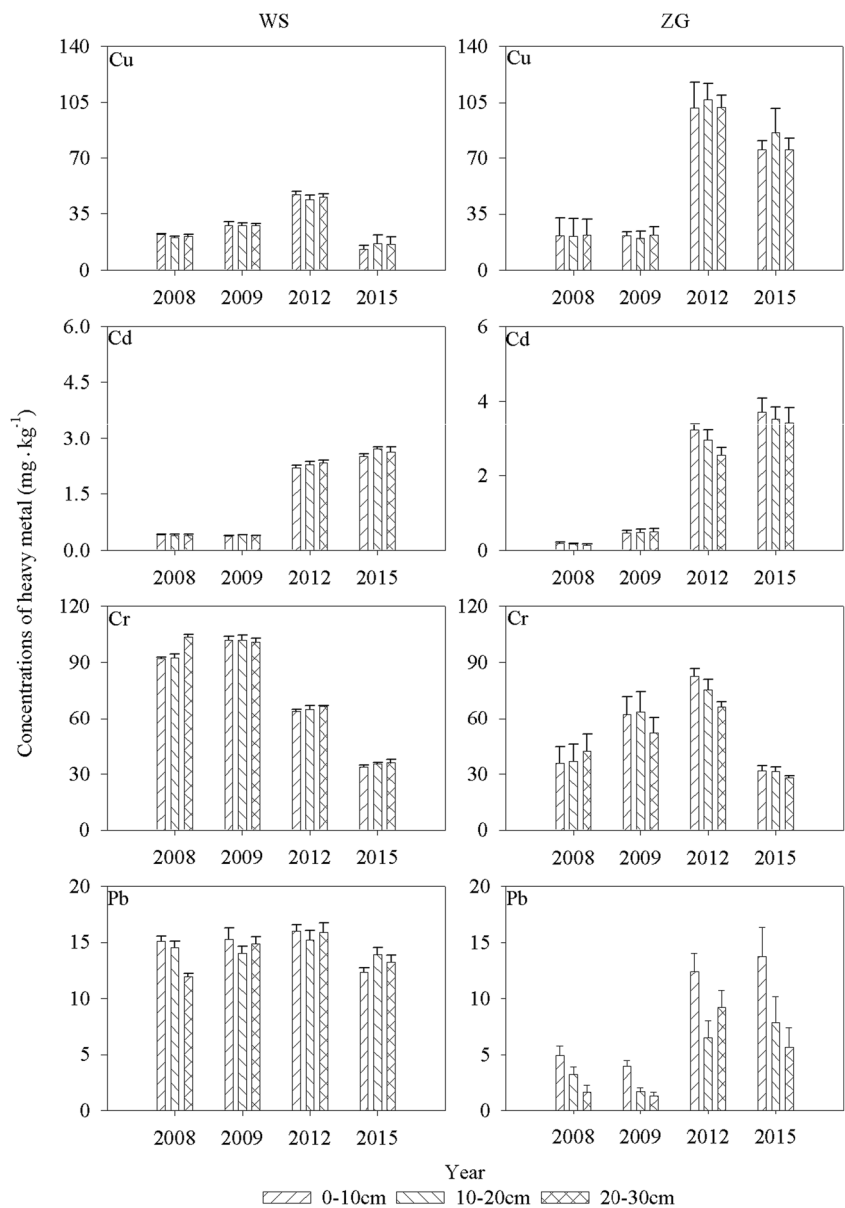 WS ZG
140 Cu 140 Cu
105 105
70 70
35 35
0 0
2008 2009 2012 2015 2008 2009 2012 2015
6.0 Cd 6 Cd
4.5 4
3.0 2
1.5 0
0.0
2008 2009 2012 2015 2008 2009 2012 2015
Concentrations of heavy metal (mg · kg⁻¹)
120 Cr 120 Cr
90 90
60 60
30 30
0 0
2008 2009 2012 2015 2008 2009 2012 2015
20 Pb 20 Pb
15 15
10 10
5 5
0 0
2008 2009 2012 2015 2008 2009 2012 2015
Year
0-10cm 10-20cm 20-30cm